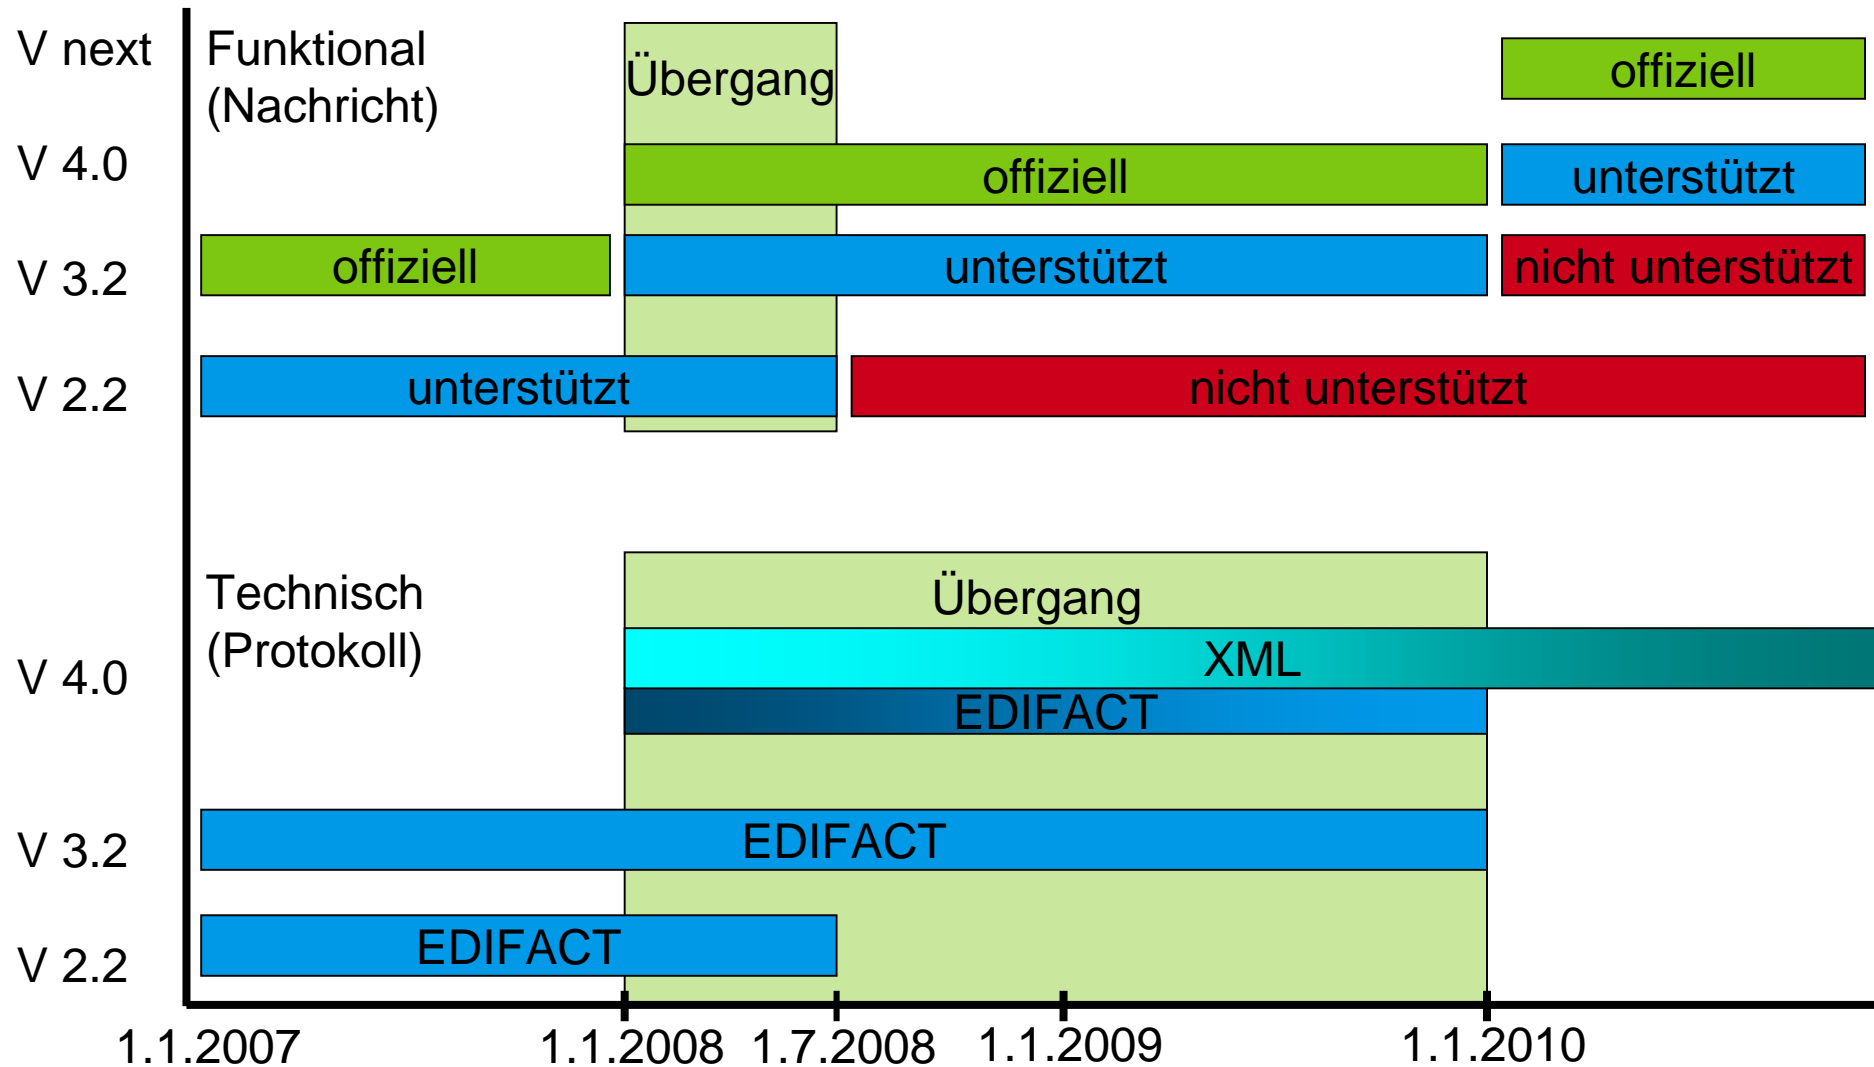 V next
Funktional
(Nachricht)
Übergang
offiziell
V 4.0
offiziell
unterstützt
V 3.2
offiziell
unterstützt
nicht unterstützt
V 2.2
unterstützt
nicht unterstützt
Technisch
(Protokoll)
Übergang
V 4.0
XML
EDIFACT
V 3.2
EDIFACT
V 2.2
EDIFACT
1.1.2007
1.1.2008
1.7.2008
1.1.2009
1.1.2010